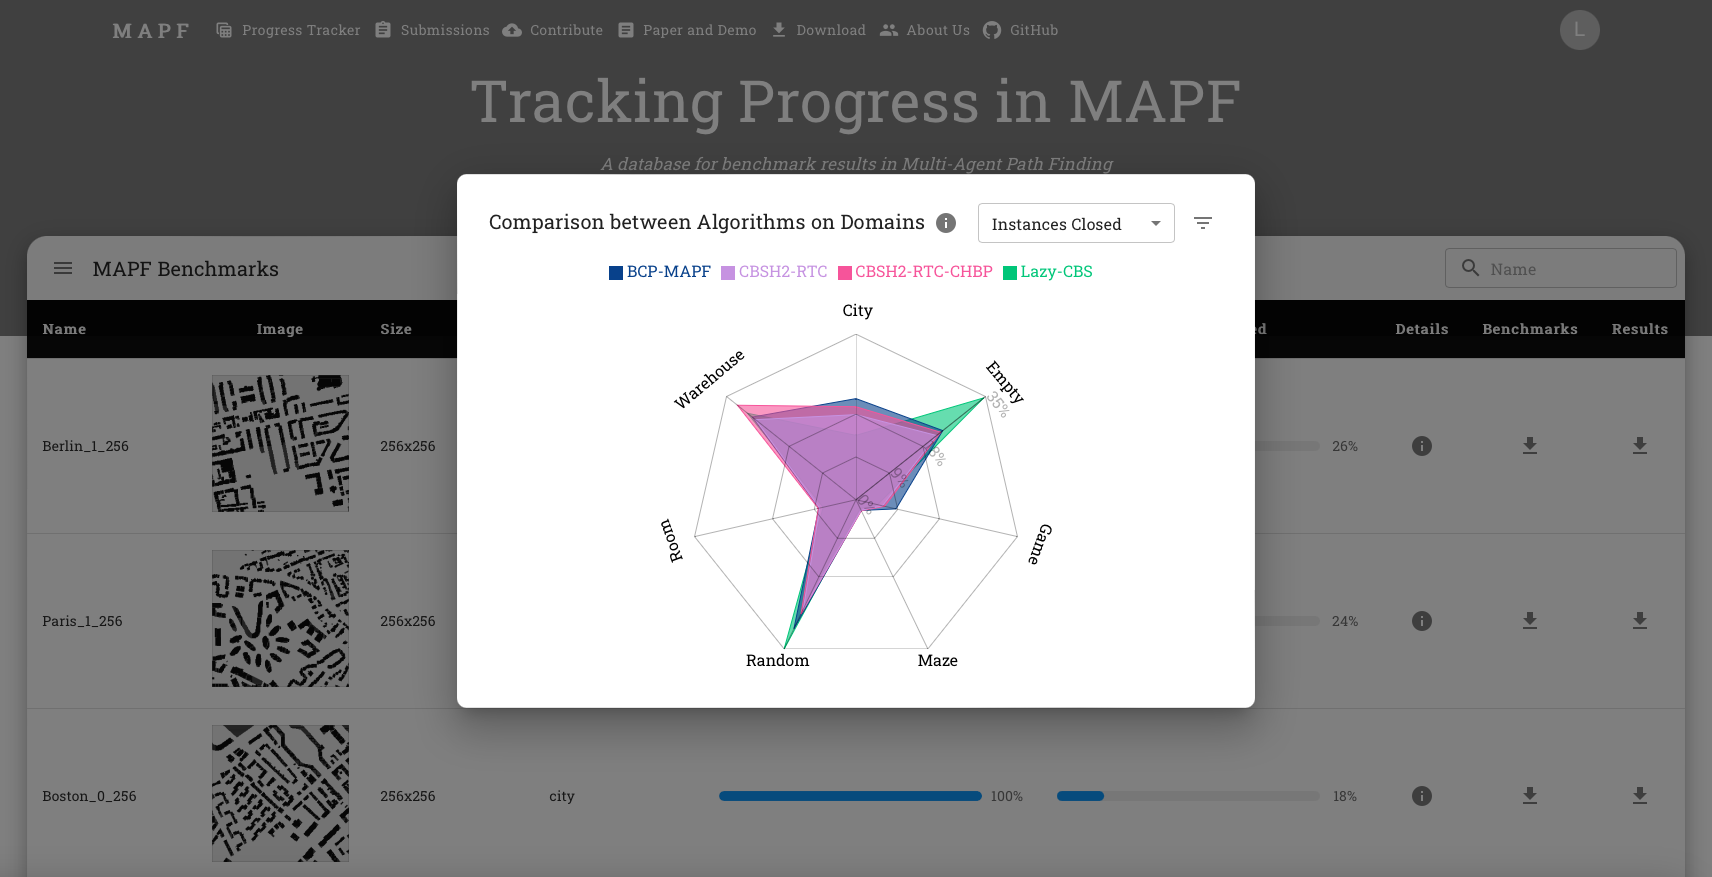 MAPF Progress Tracker Submissions Contribute Paper and Demo Download About Us GitHub L
Tracking Progress in MAPF
A database for benchmark results in Multi-Agent Path Finding
Comparison between Algorithms on Domains Instances Closed
BCP-MAPF CBSH2-RTC CBSH2-RTC-CHBP Lazy-CBS
City
Warehouse
Empty
35%
9%
0%
Room
Game
Random
Maze
MAPF Benchmarks
Name
Name Image Size Details Benchmarks Results
Berlin_1_256 256x256 26%
Paris_1_256 256x256 24%
Boston_0_256 256x256 city 100% 18%